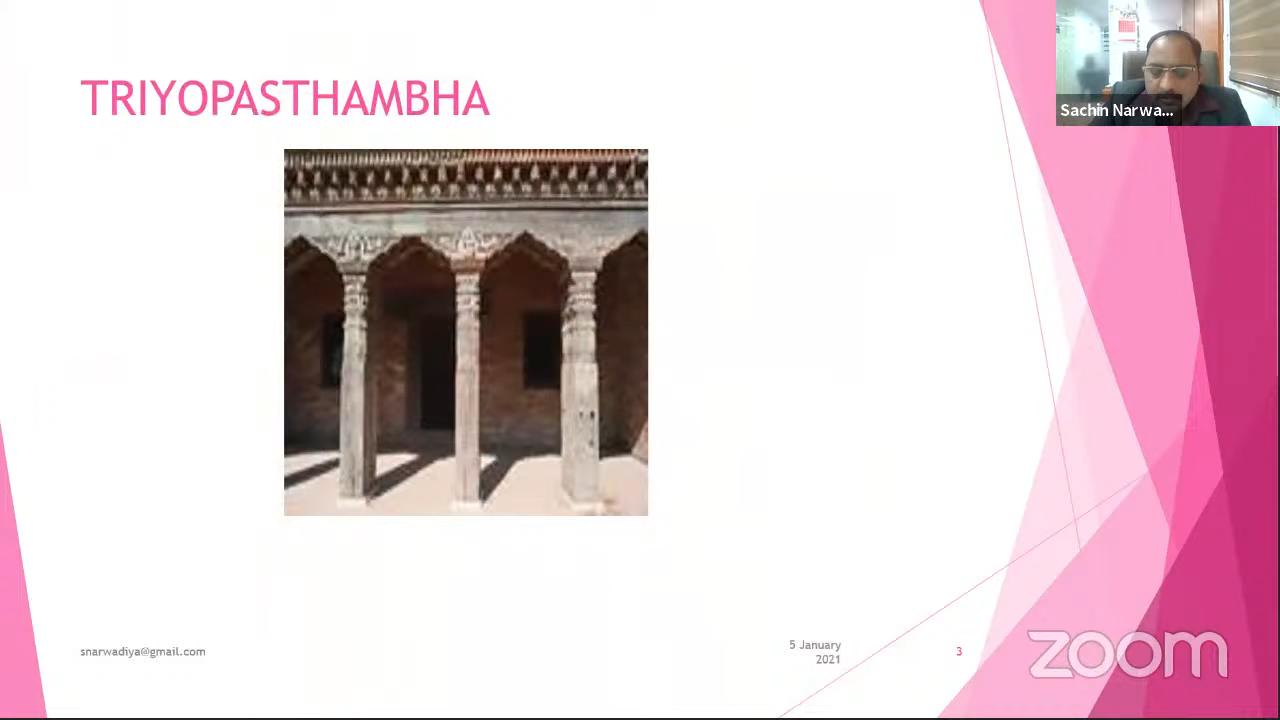 TRIYOPASTHAMBHA
Sachin Narwa...
snarwadiya@gmail.com
5 January
2021
3
zoom